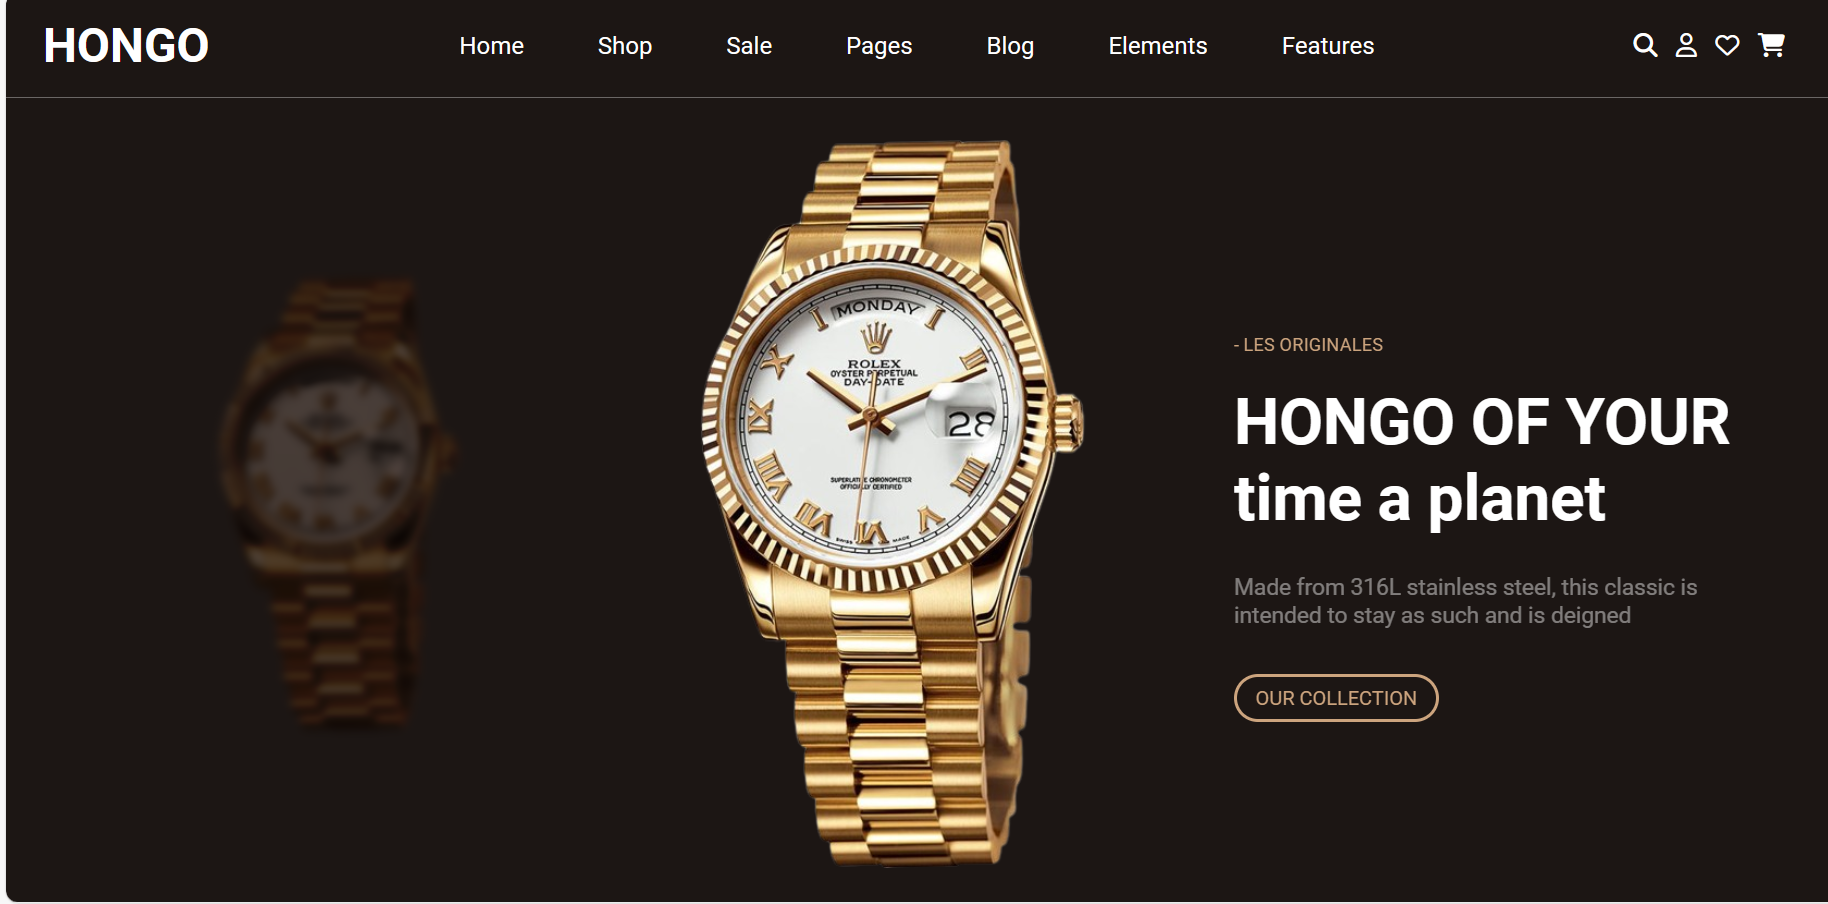 HONGO
Home Shop Sale Pages Blog Elements Features
MONDAY
ROLEX
OYSTER PERPETUAL
DAY-DATE
28
SUPERLATIVE CHRONOMETER
OFFICIALLY CERTIFIED
SWISS MADE
- LES ORIGINALES
HONGO OF YOUR
time a planet
Made from 316L stainless steel, this classic is
intended to stay as such and is deigned
OUR COLLECTION